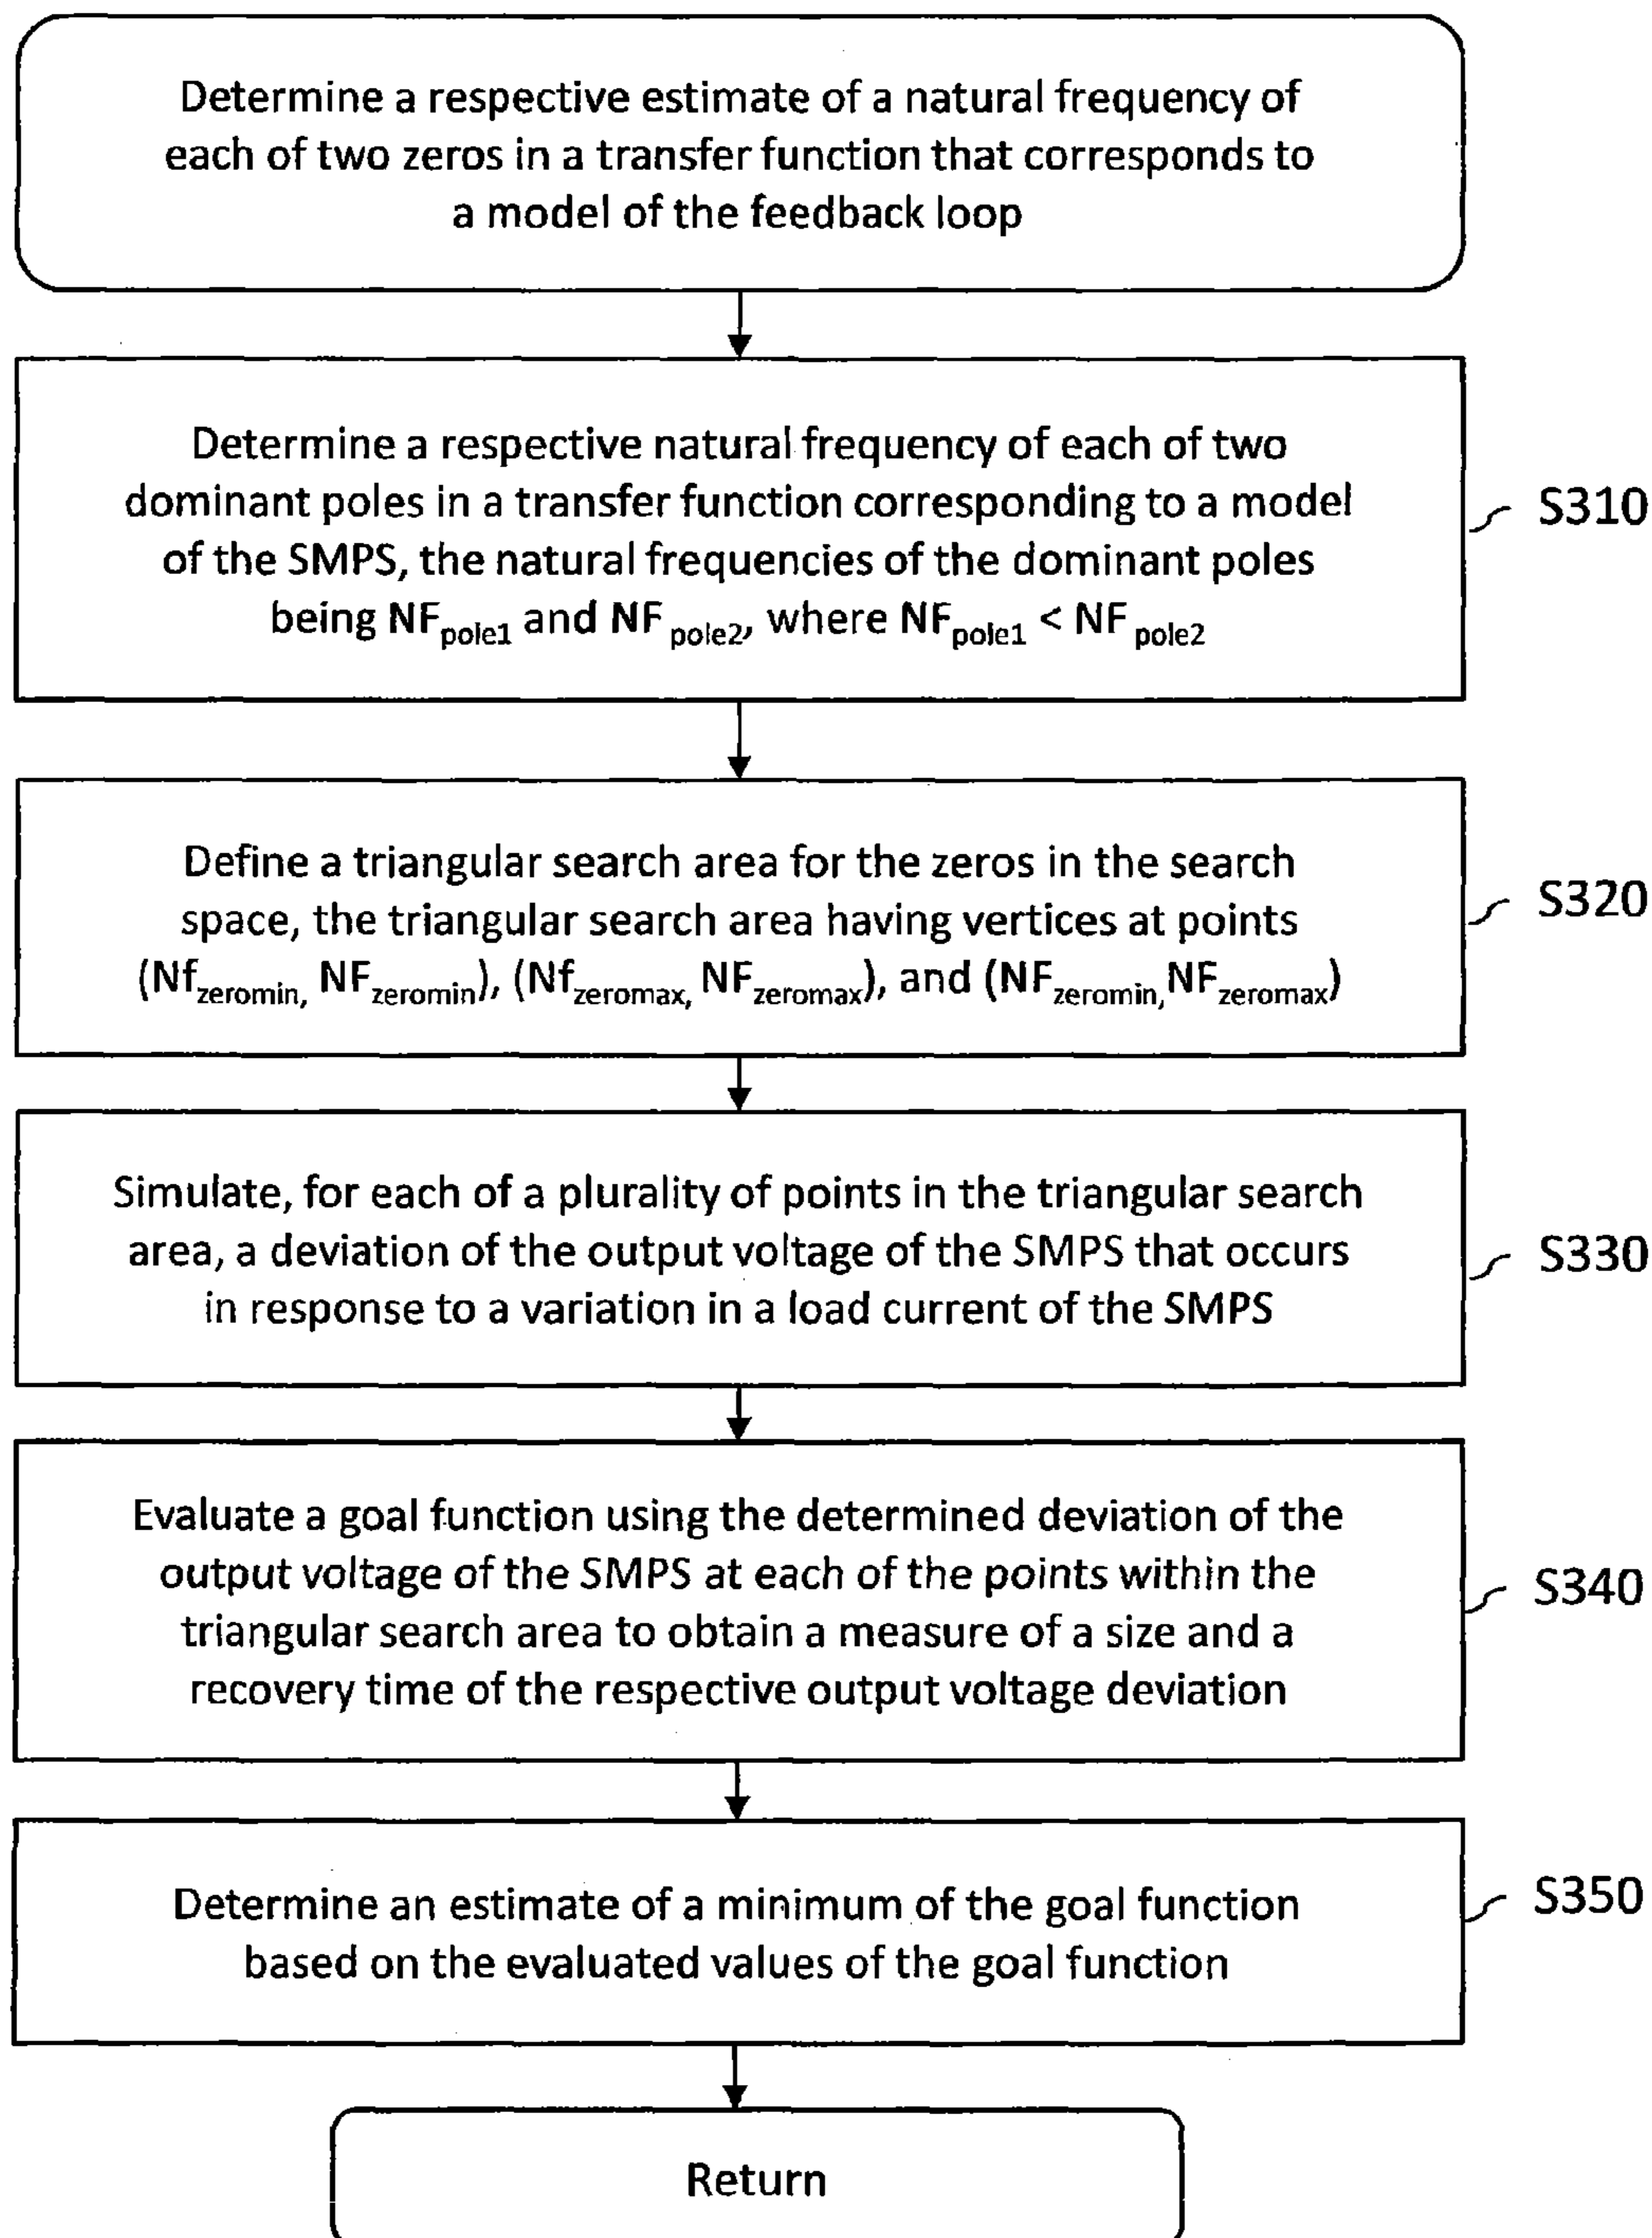 Determine a respective estimate of a natural frequency of
each of two zeros in a transfer function that corresponds to
a model of the feedback loop
Determine a respective natural frequency of each of two
dominant poles in a transfer function corresponding to a model
of the SMPS, the natural frequencies of the dominant poles
being NFpole1 and NF pole2, where NFpole1 < NF pole2
S310
Define a triangular search area for the zeros in the search
space, the triangular search area having vertices at points
(Nfzeromin, NFzeromin), (Nfzeromax, NFzeromax), and (NFzeromin,NFzeromax)
S320
Simulate, for each of a plurality of points in the triangular search
area, a deviation of the output voltage of the SMPS that occurs
in response to a variation in a load current of the SMPS
S330
Evaluate a goal function using the determined deviation of the
output voltage of the SMPS at each of the points within the
triangular search area to obtain a measure of a size and a
recovery time of the respective output voltage deviation
S340
Determine an estimate of a minimum of the goal function
based on the evaluated values of the goal function
S350
Return